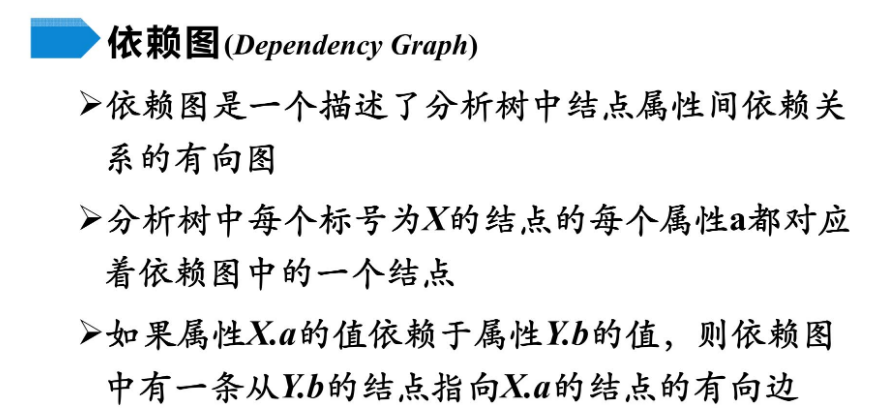 依赖图(Dependency Graph)
➢依赖图是一个描述了分析树中结点属性间依赖关
系的有向图
➢分析树中每个标号为X的结点的每个属性a都对应
着依赖图中的一个结点
➢如果属性X.a的值依赖于属性Y.b的值，则依赖图
中有一条从Y.b的结点指向X.a的结点的有向边